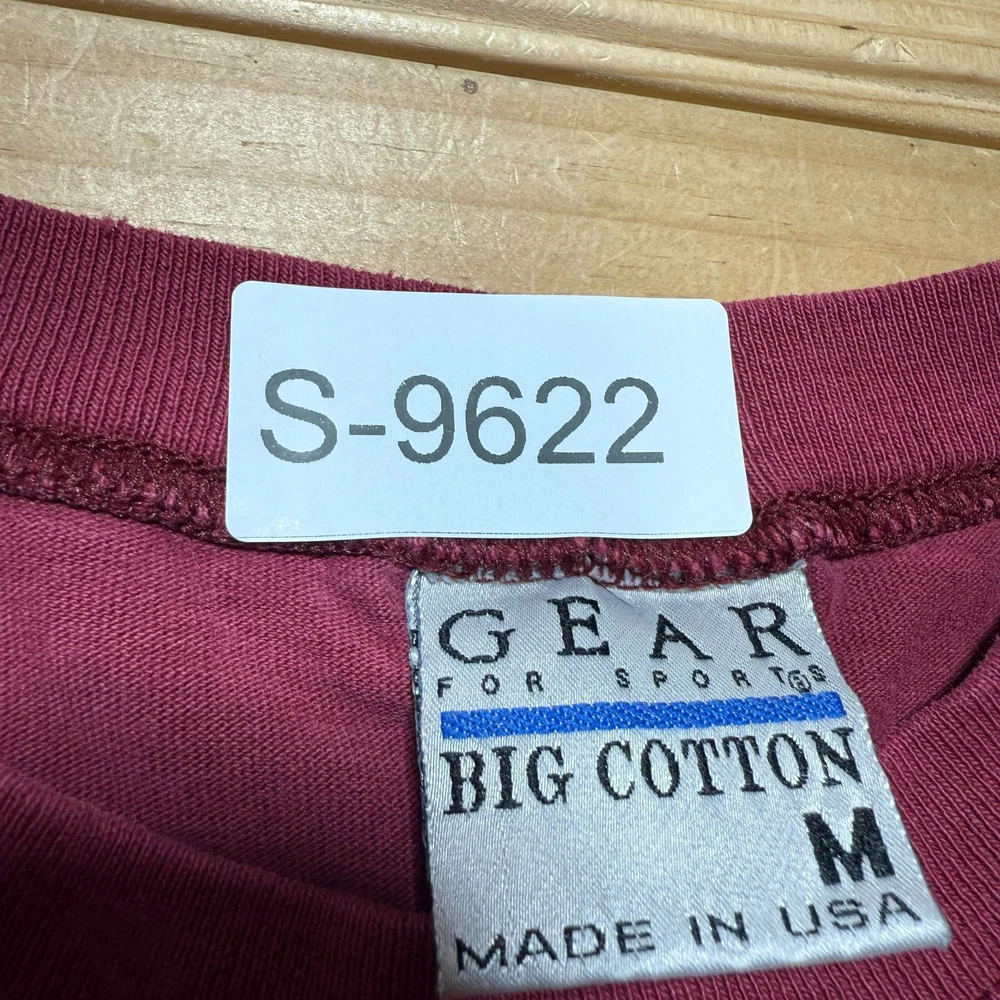 S-9622
GEAR
FOR SPORTS®
BIG COTTON
M
MADE IN USA